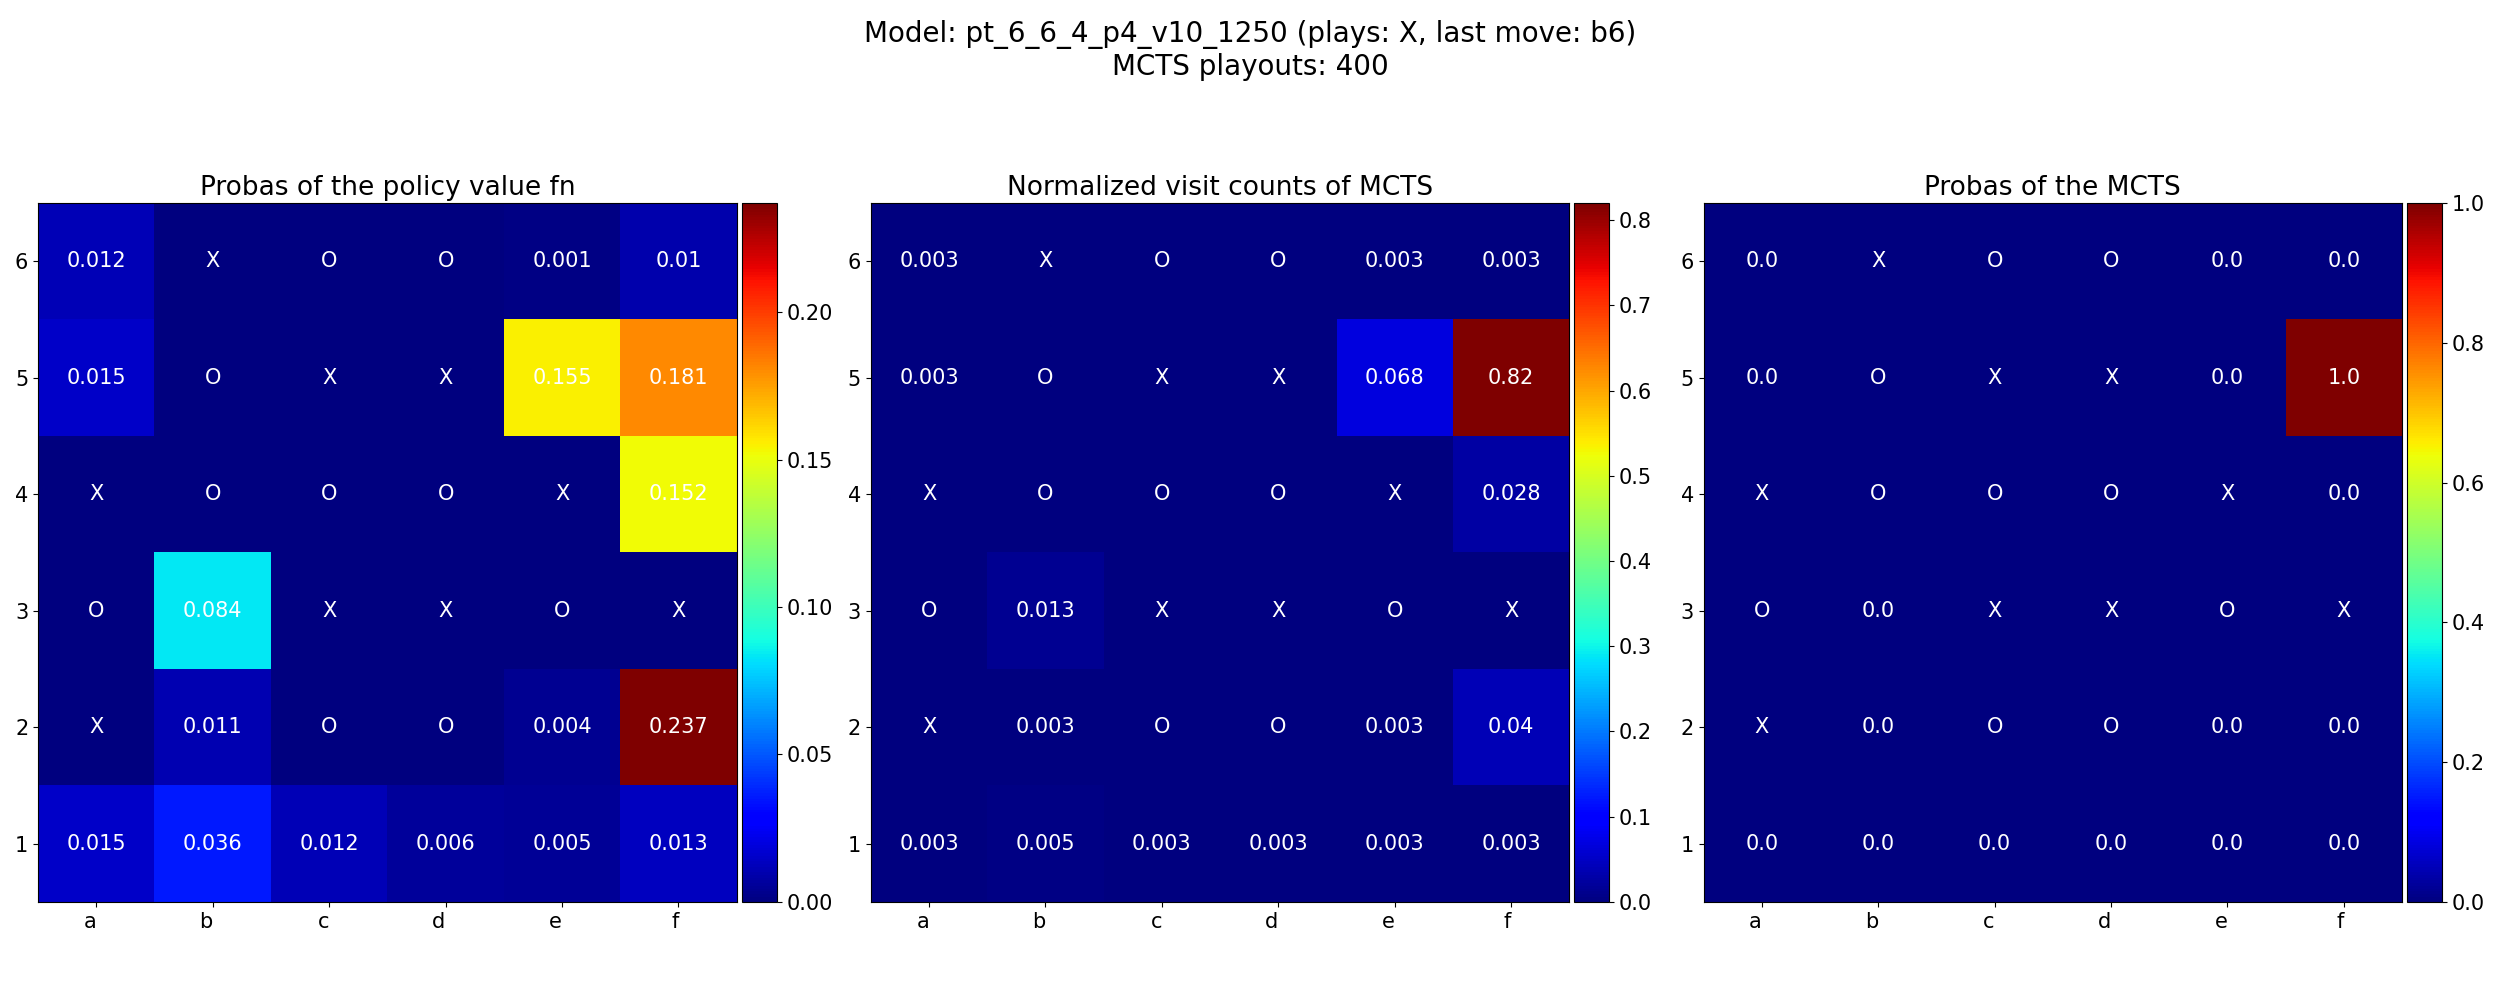 Model: pt_6_6_4_p4_v10_1250 (plays: X, last move: b6)
MCTS playouts: 400
Probas of the policy value fn
6 0.012 X O O 0.001 0.01
5 0.015 O X X 0.155 0.181
4 X O O O X 0.152
3 O 0.084 X X O X
2 X 0.011 O O 0.004 0.237
1 0.015 0.036 0.012 0.006 0.005 0.013
a b c d e f
0.20
0.15
0.10
0.05
0.00
Normalized visit counts of MCTS
6 0.003 X O O 0.003 0.003
5 0.003 O X X 0.068 0.82
4 X O O O X 0.028
3 O 0.013 X X O X
2 X 0.003 O O 0.003 0.04
1 0.003 0.005 0.003 0.003 0.003 0.003
a b c d e f
0.8
0.7
0.6
0.5
0.4
0.3
0.2
0.1
0.0
Probas of the MCTS
6 0.0 X O O 0.0 0.0
5 0.0 O X X 0.0 1.0
4 X O O O X 0.0
3 O 0.0 X X O X
2 X 0.0 O O 0.0 0.0
1 0.0 0.0 0.0 0.0 0.0 0.0
a b c d e f
1.0
0.8
0.6
0.4
0.2
0.0